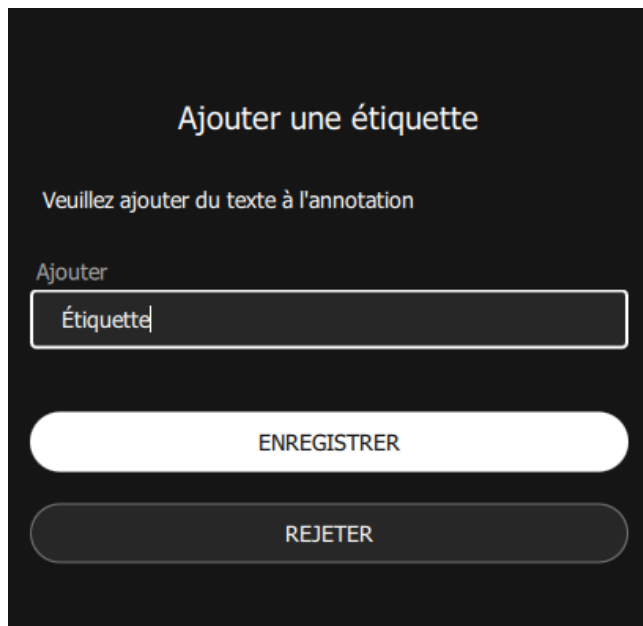 Ajouter une étiquette
Veuillez ajouter du texte à l'annotation
Ajouter
Étiquette
ENREGISTRER
REJETER